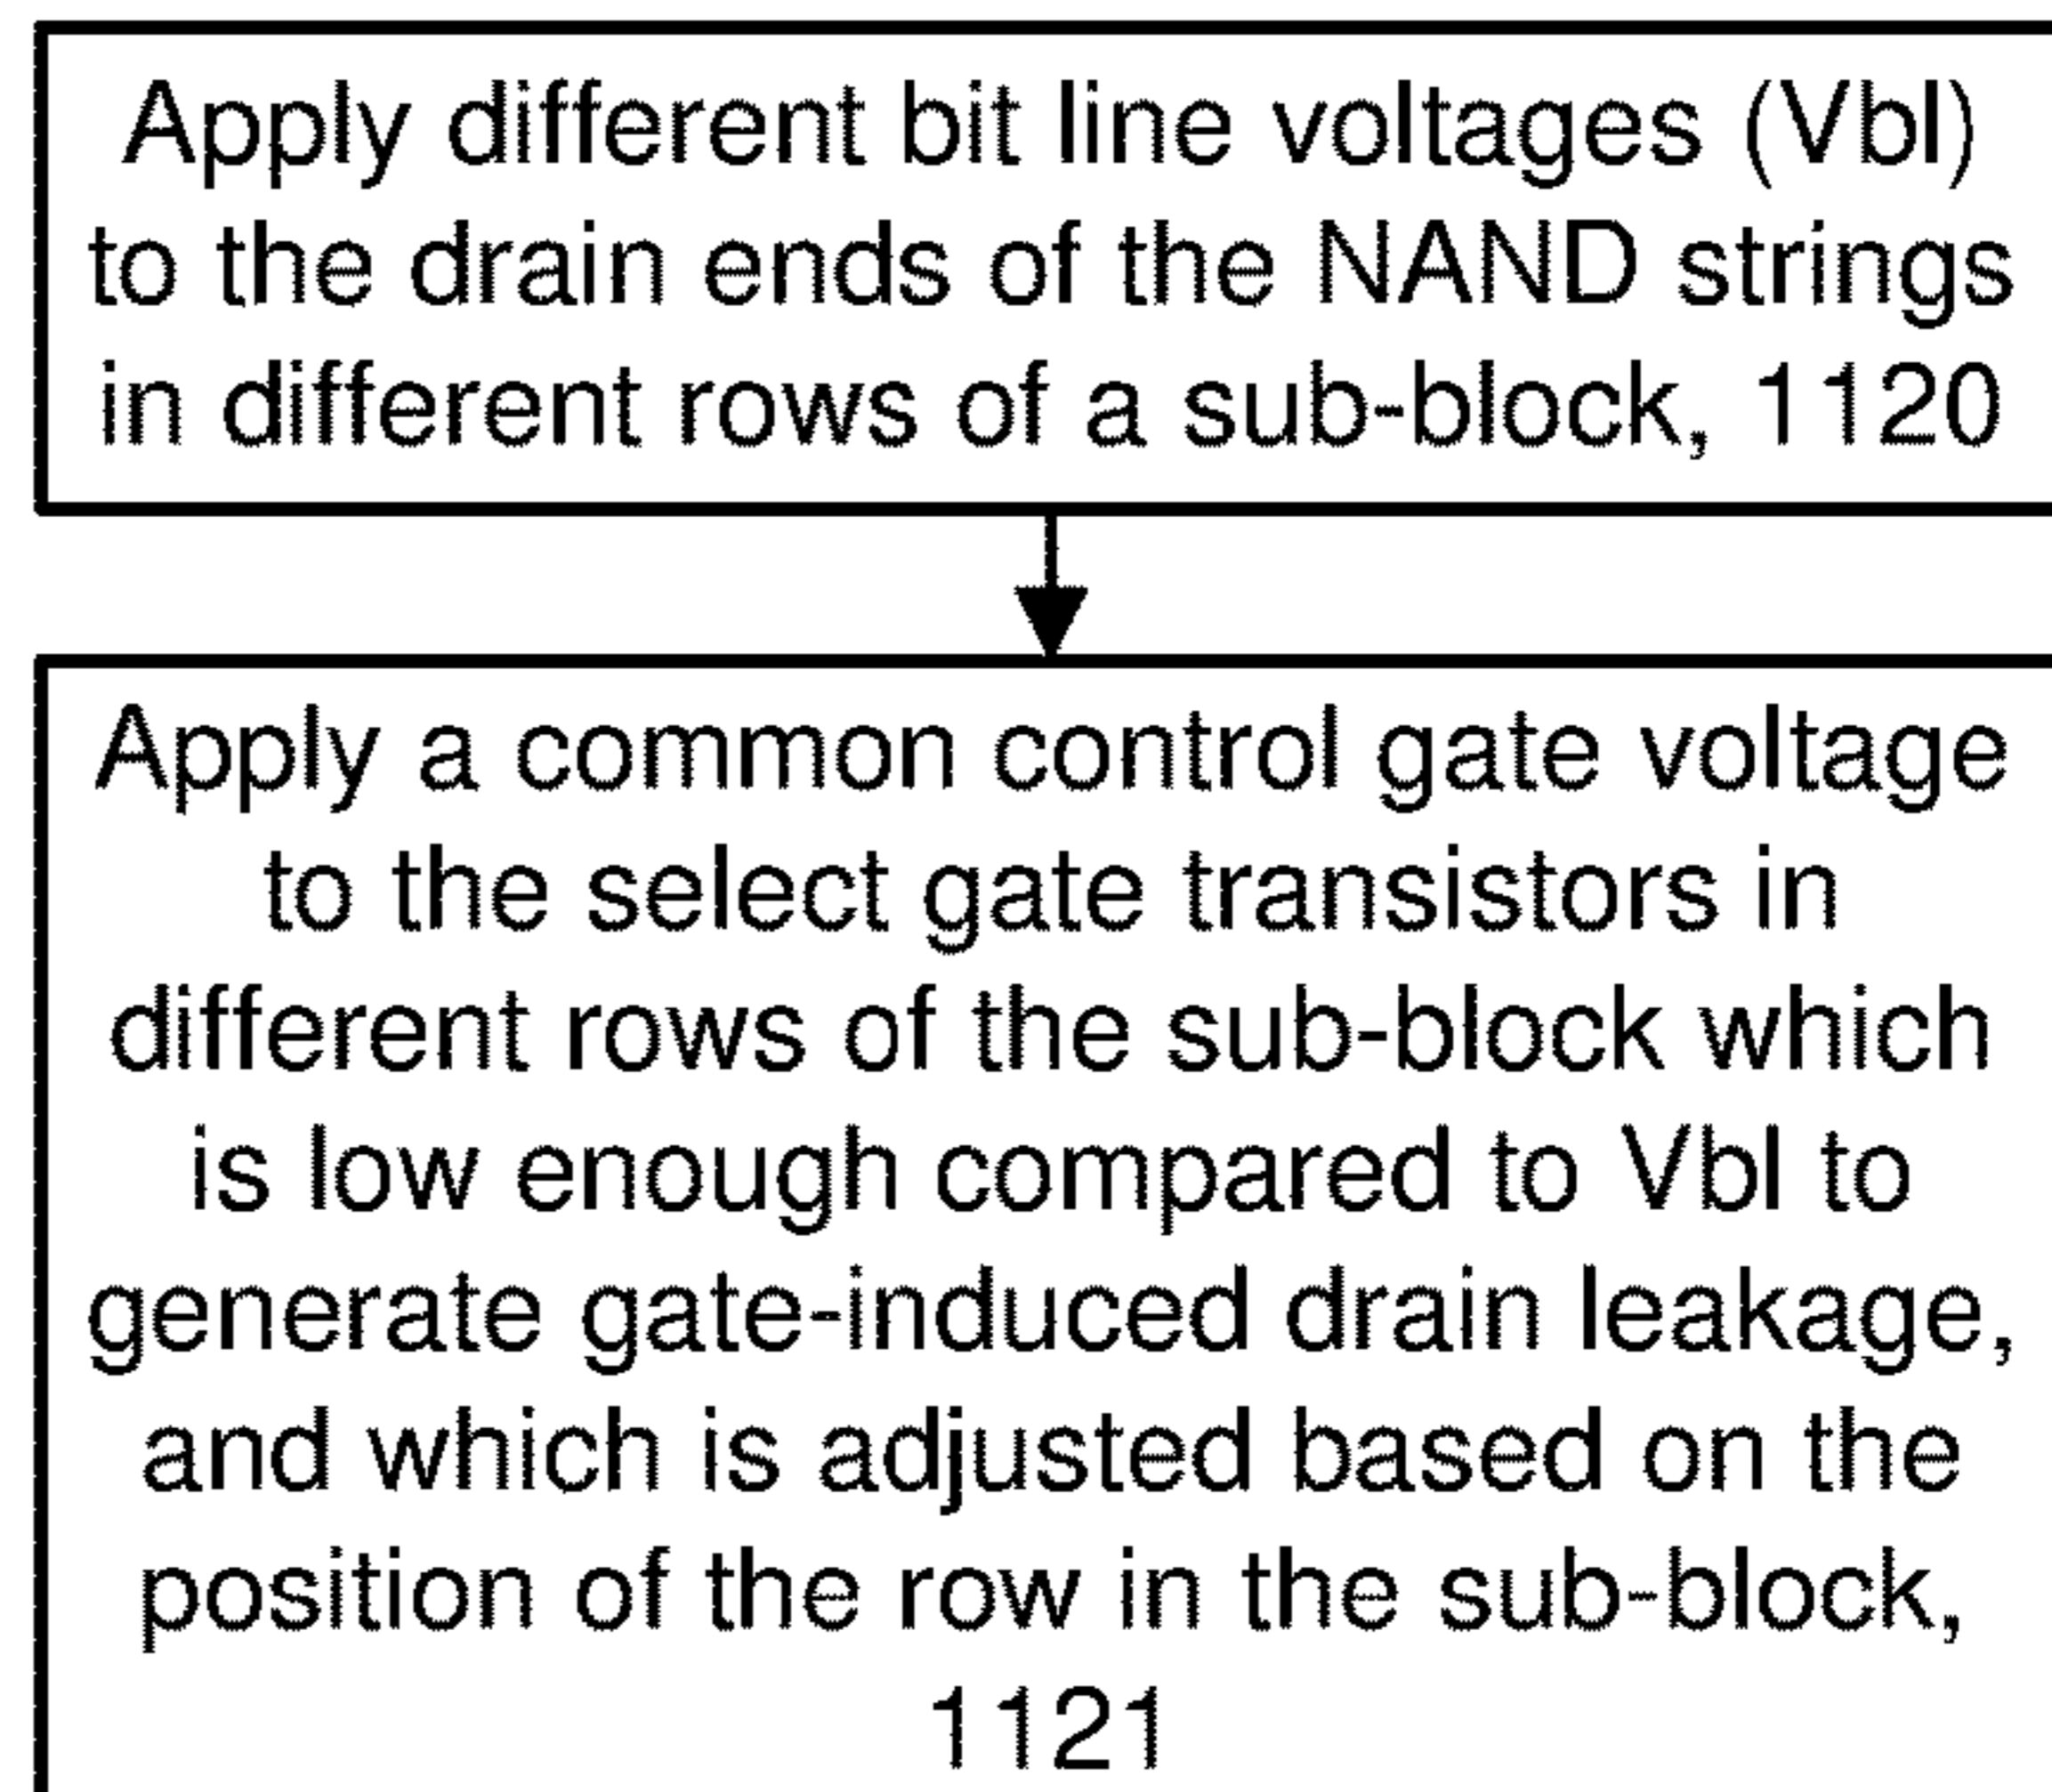 Apply different bit line voltages (Vbl)
to the drain ends of the NAND strings
in different rows of a sub-block, 1120
Apply a common control gate voltage
to the select gate transistors in
different rows of the sub-block which
is low enough compared to Vbl to
generate gate-induced drain leakage,
and which is adjusted based on the
position of the row in the sub-block,
1121